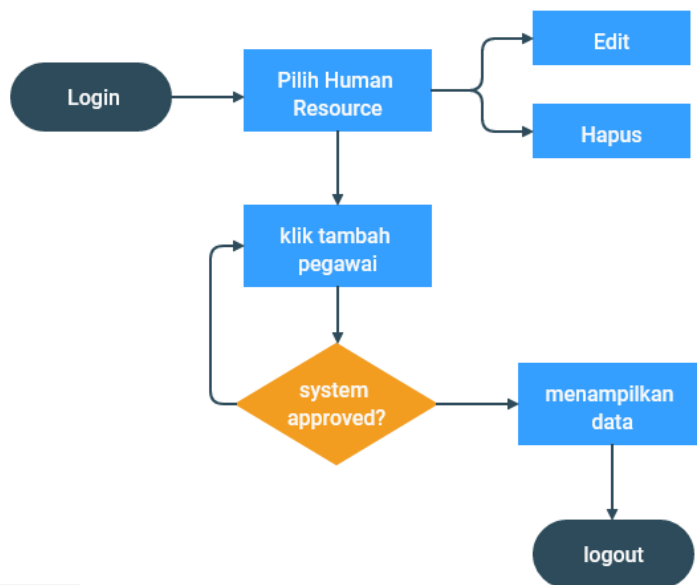 Login
Pilih Human
Resource
Edit
Hapus
klik tambah
pegawai
system
approved?
menampilkan
data
logout